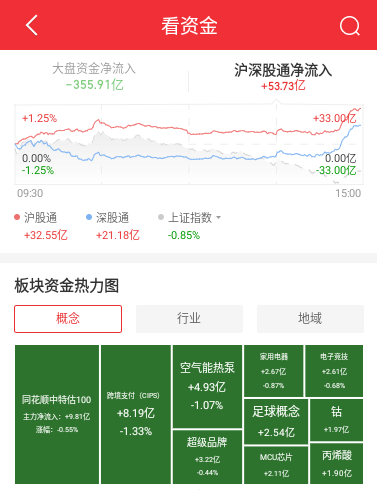 看资金
大盘资金净流入
沪深股通净流入
-355.91亿
+53.73亿
+1.25%
+33.00亿
0.00%
0.00亿
-1.25%
-33.00亿
09:30
15:00
沪股通
深股通
上证指数
+32.55亿
+21.18亿
-0.85%
板块资金热力图
概念
行业
地域
同花顺中特估100
主力净流入：+9.81亿
涨幅：-0.55%
跨境支付（CIPS）
+8.19亿
-1.33%
空气能热泵
+4.93亿
-1.07%
超级品牌
+3.22亿
-0.44%
家用电器
+2.67亿
-0.87%
电子竞技
+2.61亿
-0.68%
足球概念
+2.54亿
MCU芯片
+2.11亿
钴
+1.97亿
丙烯酸
+1.90亿